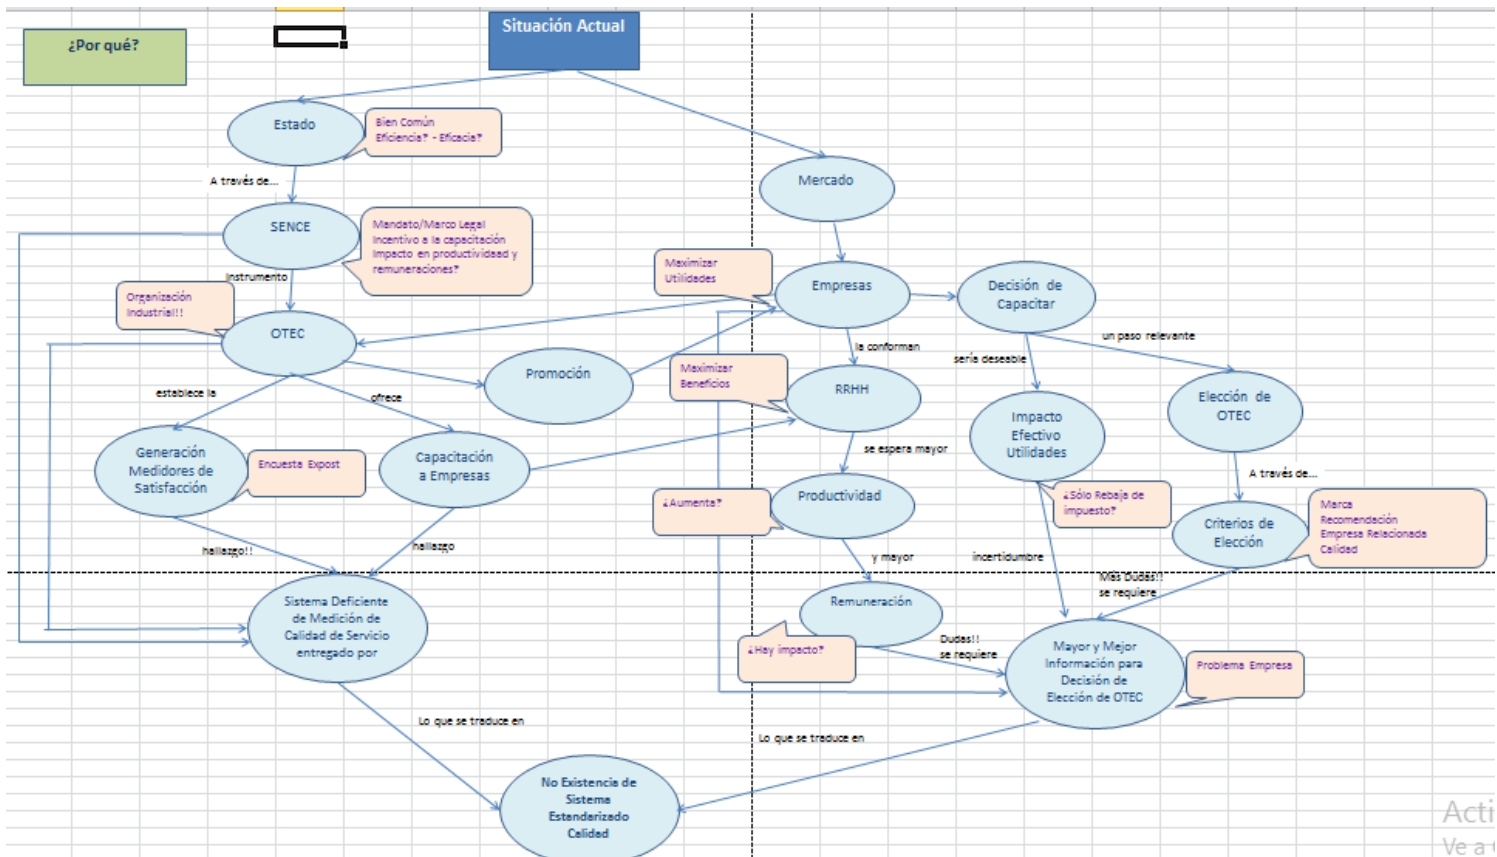 ¿Por qué?
Situación Actual
Estado
Bien Común
Eficiencia? - Eficacia?
A través de...
Mercado
SENCE
Mandato/Marco Legal
Incentivo a la capacitación
Impacto en productividaad y
remuneraciones?
instrumento
Maximizar
Utilidades
Empresas
Decisión de
Capacitar
Organización
Industrial!!
OTEC
la conforman
un paso relevante
sería deseable
Promoción
Maximizar
Beneficios
RRHH
establece la
ofrece
Elección de
OTEC
Impacto
Efectivo
Utilidades
Generación
Medidores de
Satisfacción
Encuesta Expost
Capacitación
a Empresas
se espera mayor
A través de...
¿Aumenta?
Productividad
¿Sólo Rebaja de
impuesto?
Criterios de
Elección
Marca
Recomendación
Empresa Relacionada
Calidad
hallazgo!!
hallazgo
y mayor
incertidumbre
Más Dudas!!
se requiere
Sistema Deficiente
de Medición de
Calidad de Servicio
entregado por
Remuneración
¿Hay impacto?
Dudas!!
se requiere
Mayor y Mejor
Información para
Decisión de
Elección de OTEC
Problema Empresa
Lo que se traduce en
Lo que se traduce en
No Existencia de
Sistema
Estandarizado
Calidad
Acti
Ve a